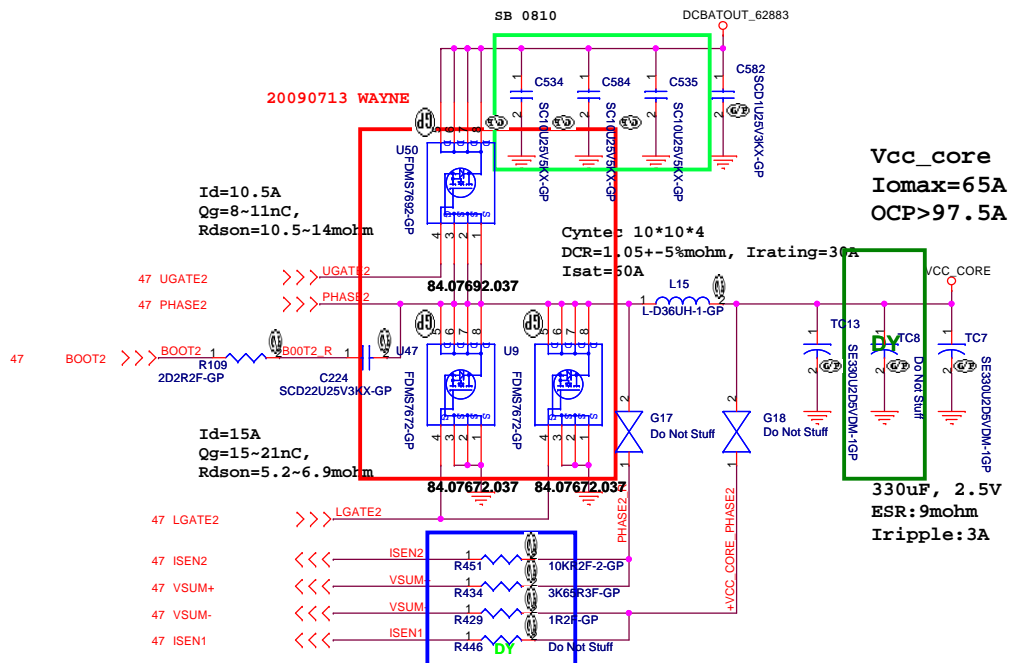 SB 0810
DCBATOUT_62883
20090713 WAYNE
C534
SC10U25V5KX-GP
C584
SC10U25V5KX-GP
C535
SC10U25V5KX-GP
C582
SCD1U25V3KX-GP
Vcc_core
Iomax=65A
OCP>97.5A
U50
FDMS7692-GP
Id=10.5A
Qg=8~11nC,
Rdson=10.5~14mohm
84.07692.037
Cyntec 10*10*4
DCR=1.05+-5%mohm, Irating=30A
Isat=60A
47 UGATE2
UGATE2
47 PHASE2
PHASE2
L15
L-D36UH-1-GP
VCC_CORE
47 BOOT2
BOOT2
R109
2D2R2F-GP
B00T2_R
C224
SCD22U25V3KX-GP
U47
FDMS7672-GP
U9
FDMS7672-GP
TC13
SE330U2D5VDM-1GP
DY
TC8
Do Not Stuff
TC7
SE330U2D5VDM-1GP
G17
Do Not Stuff
G18
Do Not Stuff
Id=15A
Qg=15~21nC,
Rdson=5.2~6.9mohm
84.07672.037
84.07672.037
330uF, 2.5V
ESR:9mohm
Iripple:3A
47 LGATE2
LGATE2
+VCC_CORE_PHASE2
47 ISEN2
ISEN2
R451
10KR2F-2-GP
47 VSUM+
R434
3K65R3F-GP
47 VSUM-
R429
1R2F-GP
47 ISEN1
ISEN1
R446
DY
Do Not Stuff